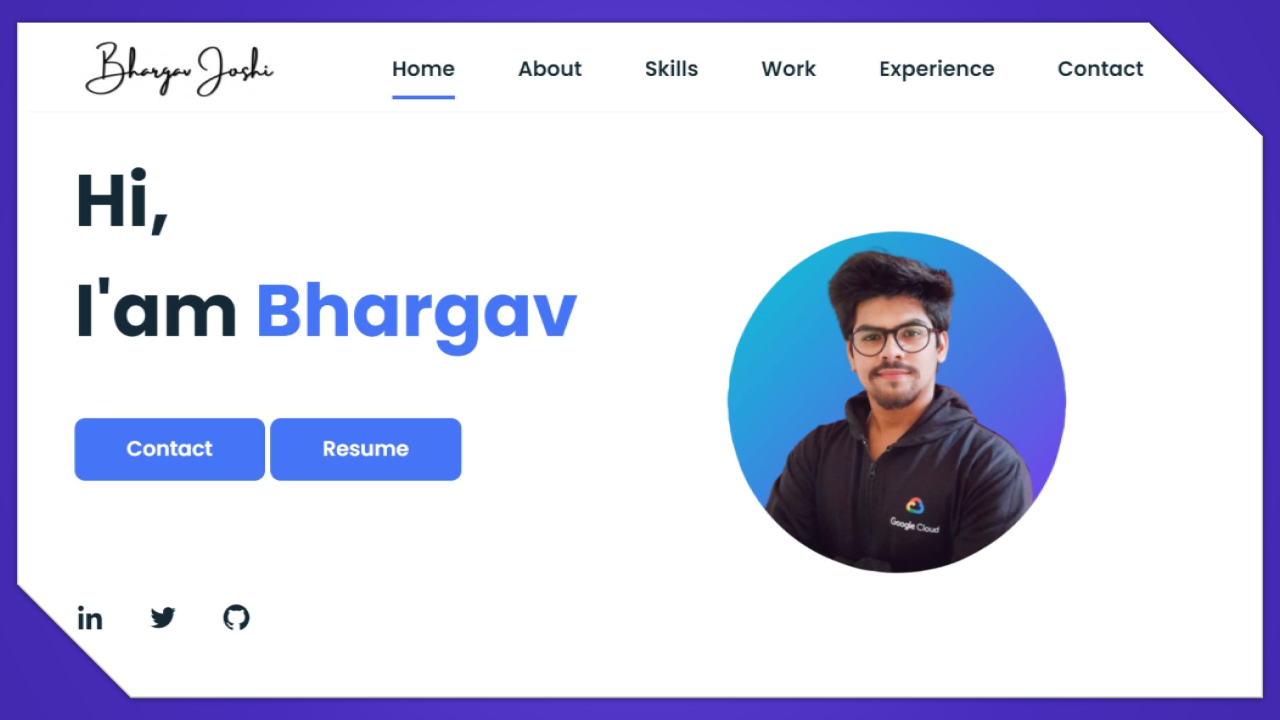 Bhargav Joshi Home About Skills Work Experience Contact
Hi,
I'am Bhargav
Contact Resume
Google Cloud
in